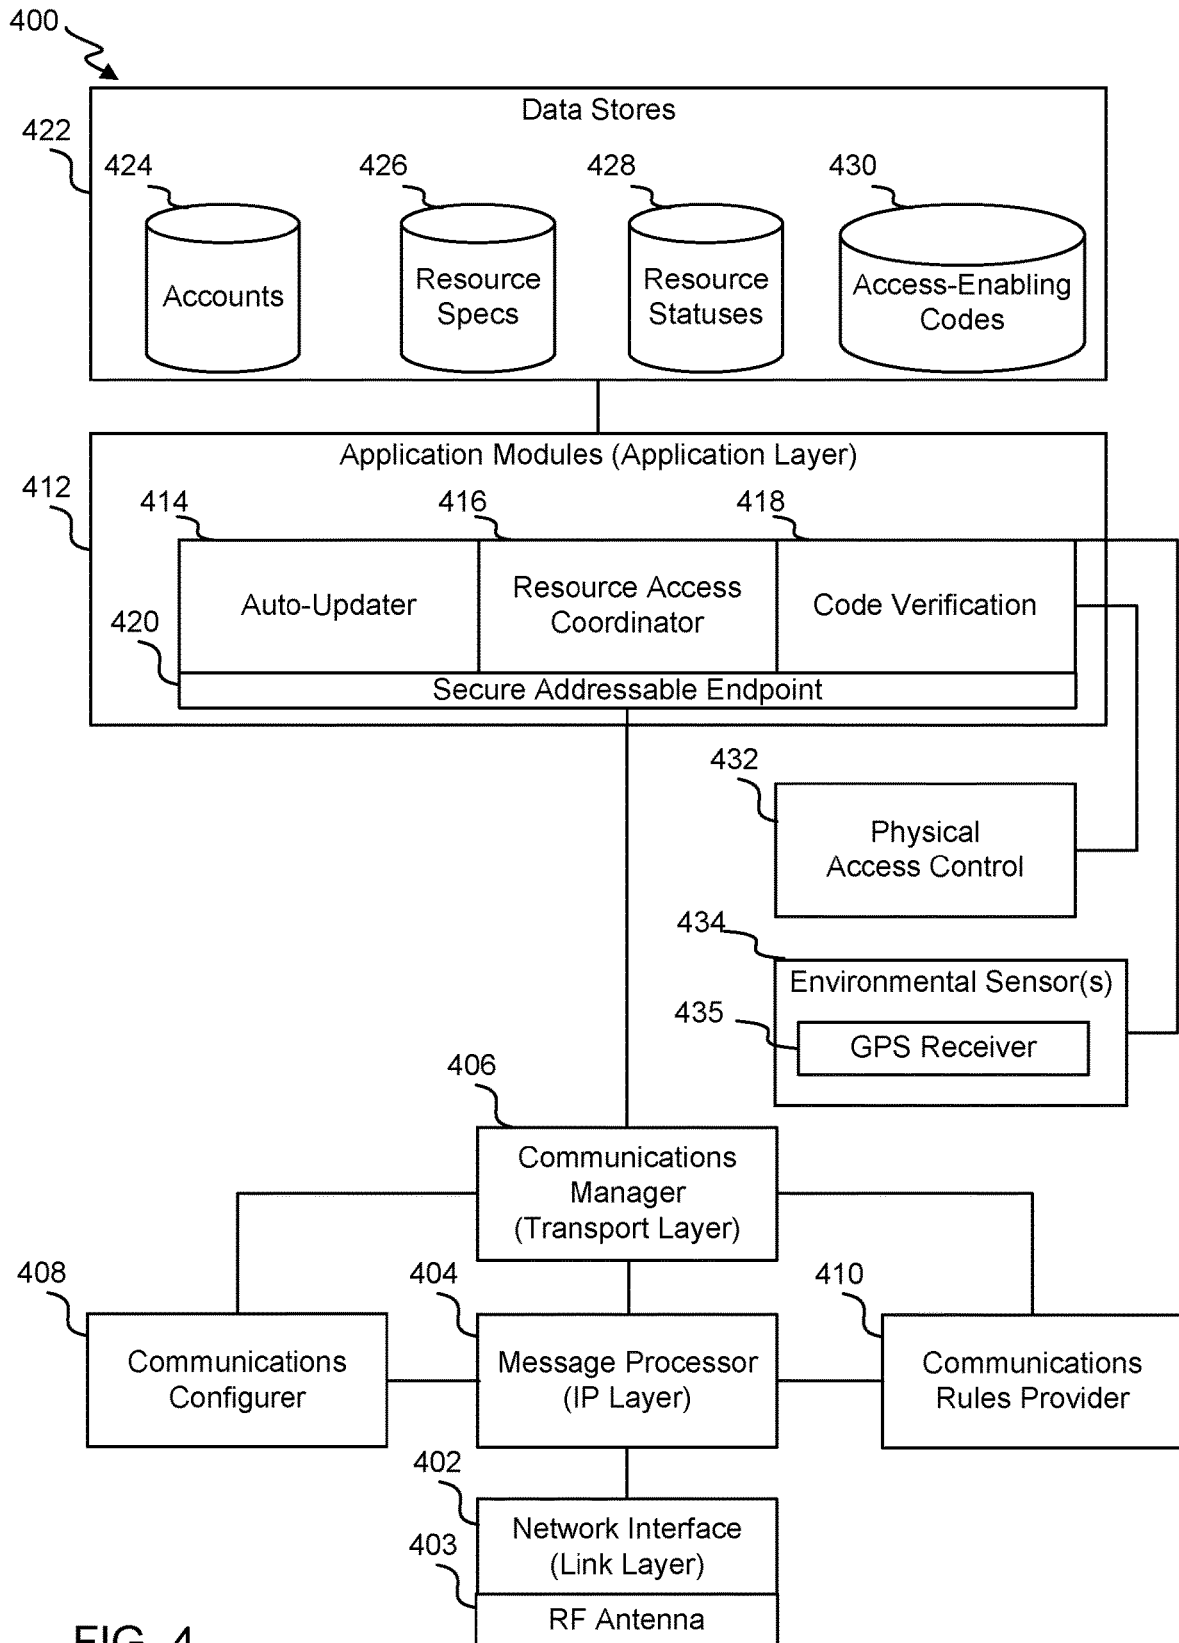 400
Data Stores
422
424
426
428
430
Accounts
Resource
Specs
Resource
Statuses
Access-Enabling
Codes
Application Modules (Application Layer)
412
414
416
418
Auto-Updater
Resource Access
Coordinator
Code Verification
420
Secure Addressable Endpoint
432
Physical
Access Control
434
Environmental Sensor(s)
435
GPS Receiver
406
Communications
Manager
(Transport Layer)
408
404
410
Communications
Configurer
Message Processor
(IP Layer)
Communications
Rules Provider
402
Network Interface
(Link Layer)
403
RF Antenna
FIG. 4